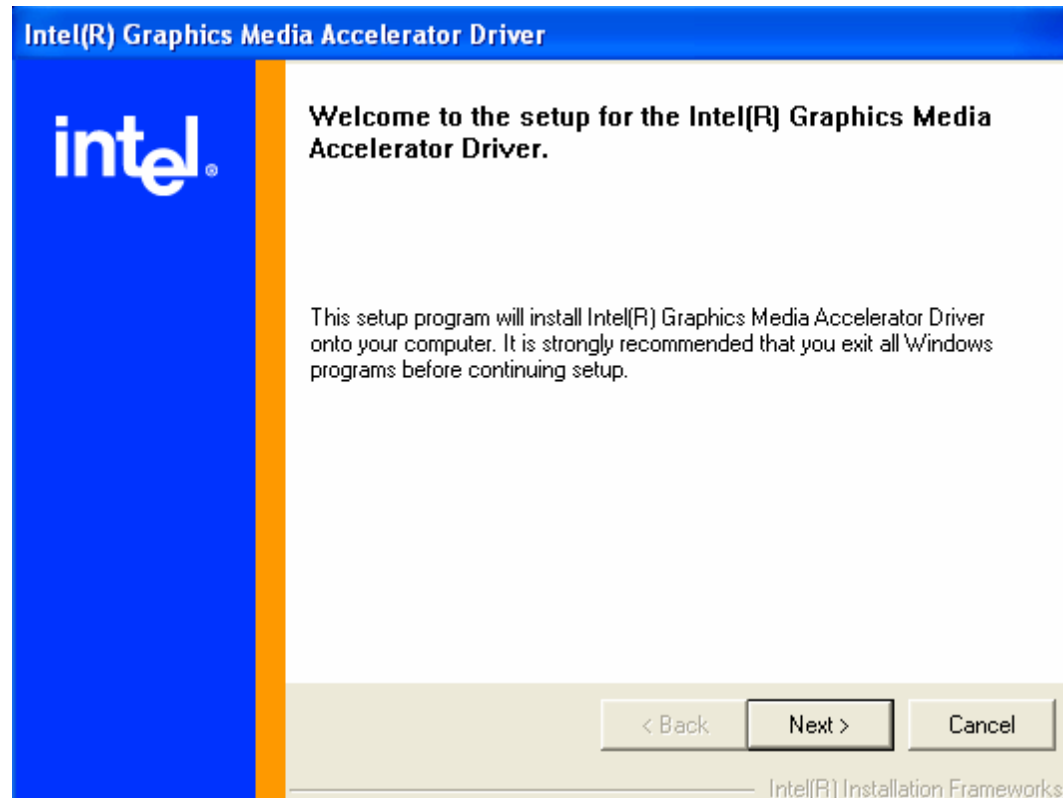 Intel(R) Graphics Media Accelerator Driver
intel®
Welcome to the setup for the Intel(R) Graphics Media
Accelerator Driver.
This setup program will install Intel(R) Graphics Media Accelerator Driver
onto your computer. It is strongly recommended that you exit all Windows
programs before continuing setup.
< Back
Next >
Cancel
Intel(R) Installation Frameworks